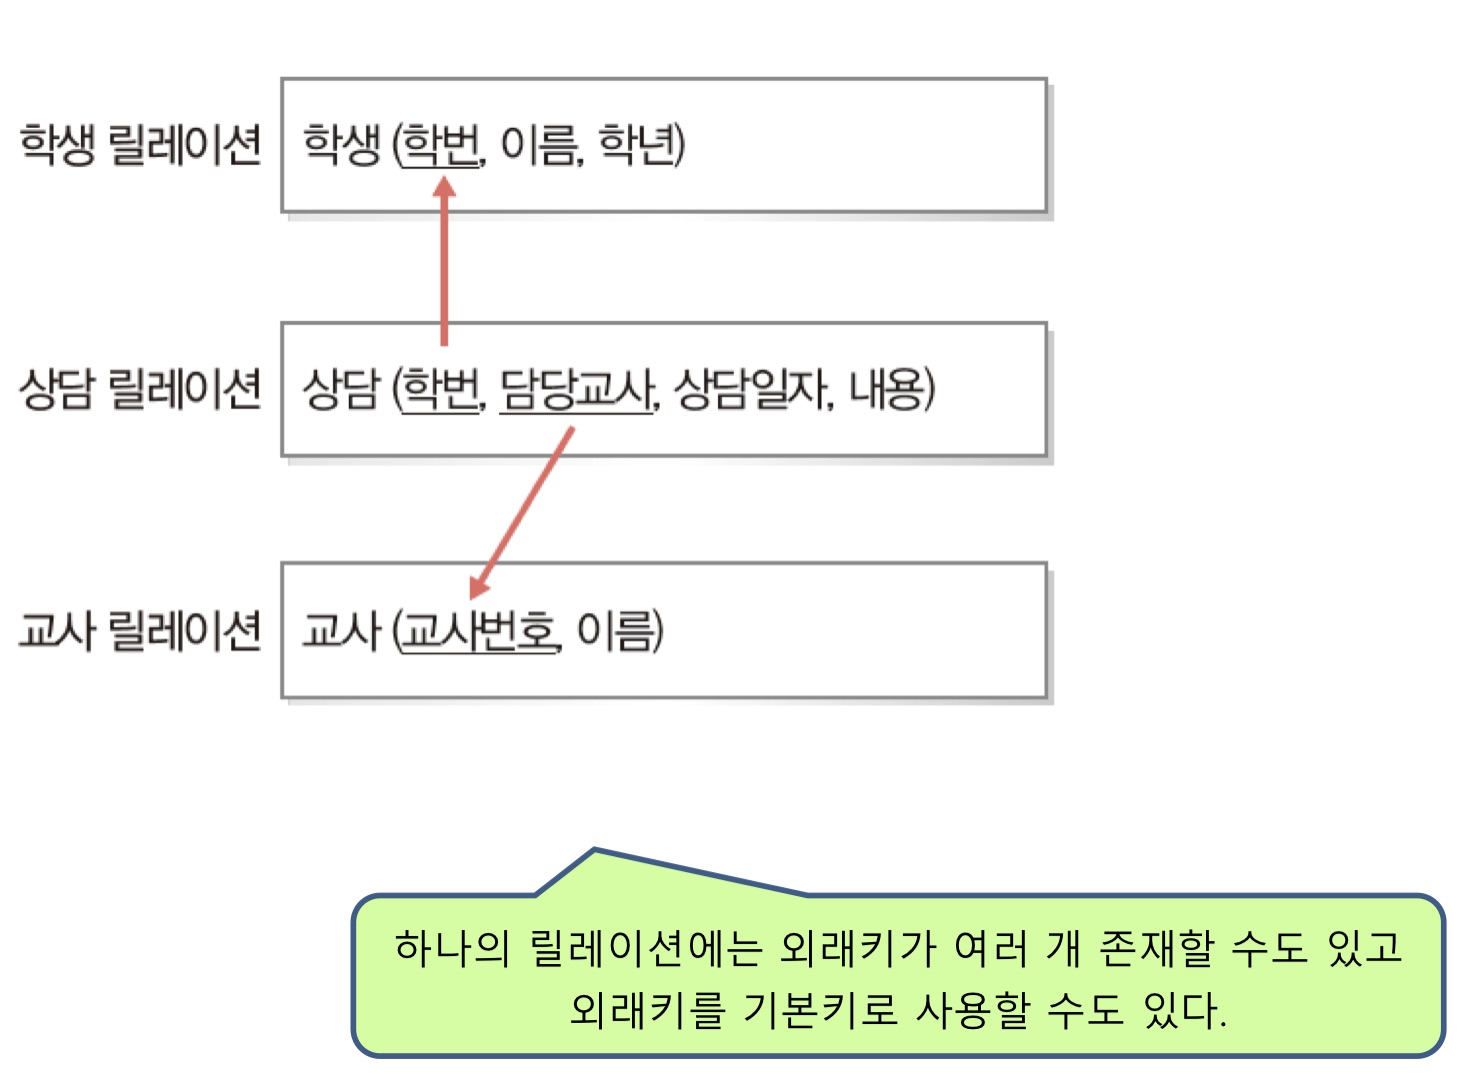 학생 릴레이션 학생 (학번, 이름, 학년)
상담 릴레이션 상담 (학번, 담당교사, 상담일자, 내용)
교사 릴레이션 교사 (교사번호, 이름)
하나의 릴레이션에는 외래키가 여러 개 존재할 수도 있고
외래키를 기본키로 사용할 수도 있다.